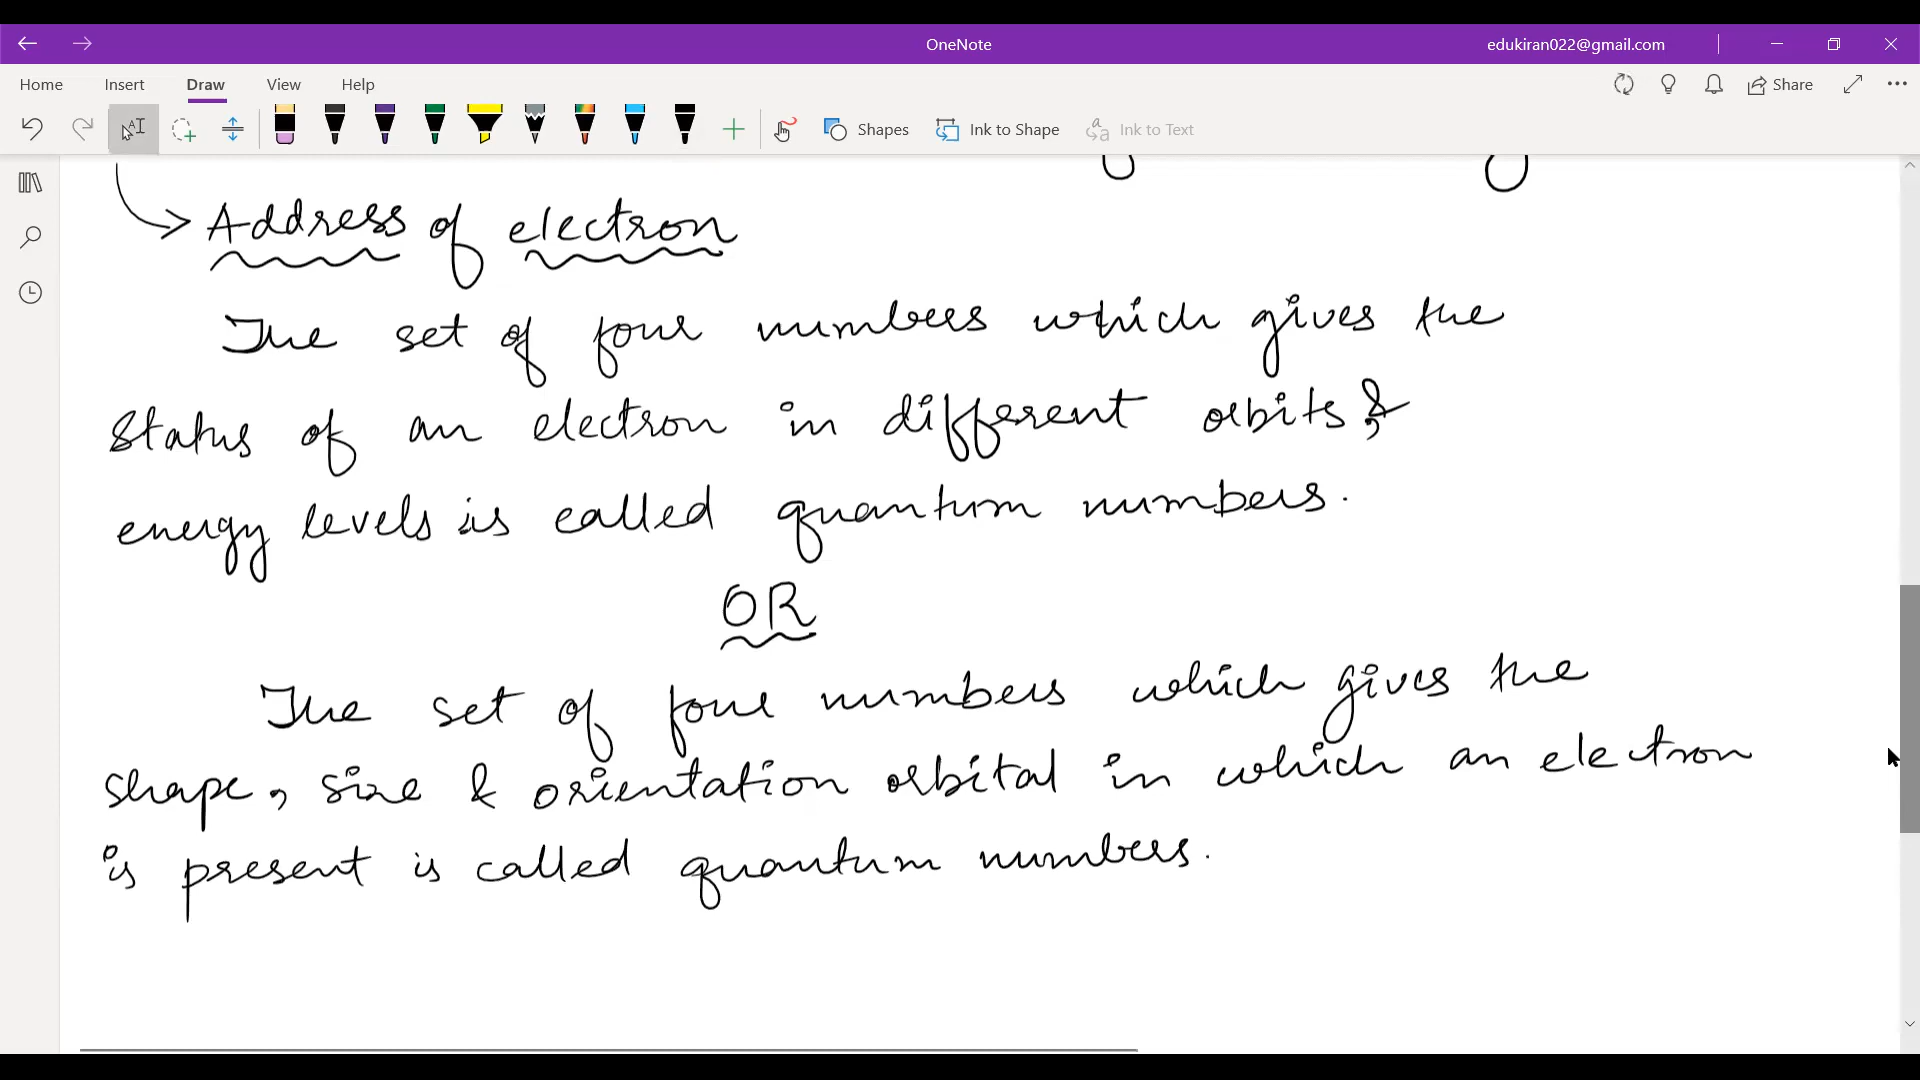 OneNote
edukiran022@gmail.com
Home Insert Draw View Help
Share
Shapes
Ink to Shape
Ink to Text
Address of electron
The set of four numbers which gives the
status of an electron in different orbits &
energy levels is called quantum numbers.
OR
The set of four numbers which gives the
shape, size & orientation orbital in which an electron
is present is called quantum numbers.